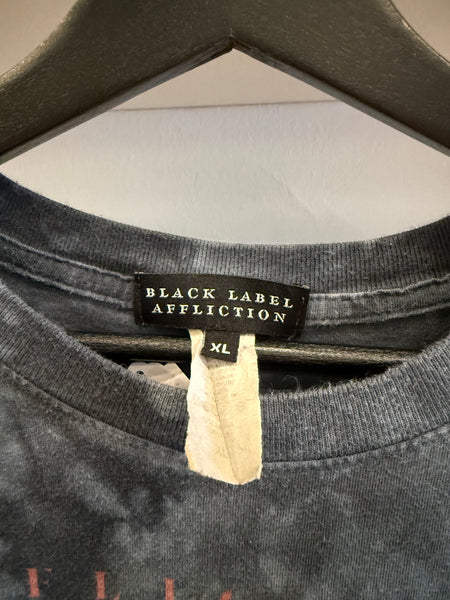 BLACK LABEL
AFFLICTION
XL
F L I